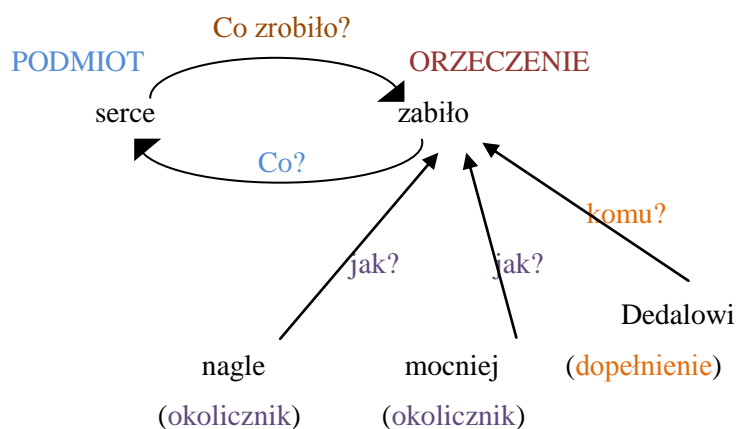 Co zrobiło?
PODMIOT ORZECZENIE
serce zabiło
Co?
komu?
jak? jak?
Dedalowi
nagle mocniej (dopełnienie)
(okolicznik) (okolicznik)